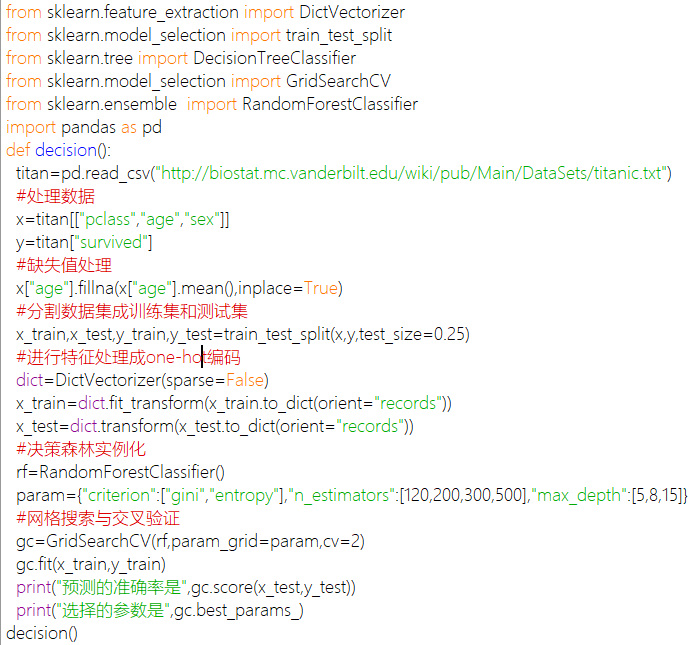 from sklearn.feature_extraction import DictVectorizer
from sklearn.model_selection import train_test_split
from sklearn.tree import DecisionTreeClassifier
from sklearn.model_selection import GridSearchCV
from sklearn.ensemble  import RandomForestClassifier
import pandas as pd
def decision():
  titan=pd.read_csv("http://biostat.mc.vanderbilt.edu/wiki/pub/Main/DataSets/titanic.txt")
  #处理数据
  x=titan[["pclass","age","sex"]]
  y=titan["survived"]
  #缺失值处理
  x["age"].fillna(x["age"].mean(),inplace=True)
  #分割数据集成训练集和测试集
  x_train,x_test,y_train,y_test=train_test_split(x,y,test_size=0.25)
  #进行特征处理成one-hot编码
  dict=DictVectorizer(sparse=False)
  x_train=dict.fit_transform(x_train.to_dict(orient="records"))
  x_test=dict.transform(x_test.to_dict(orient="records"))
  #决策森林实例化
  rf=RandomForestClassifier()
  param={"criterion":["gini","entropy"],"n_estimators":[120,200,300,500],"max_depth":[5,8,15]}
  #网格搜索与交叉验证
  gc=GridSearchCV(rf,param_grid=param,cv=2)
  gc.fit(x_train,y_train)
  print("预测的准确率是",gc.score(x_test,y_test))
  print("选择的参数是",gc.best_params_)
decision()